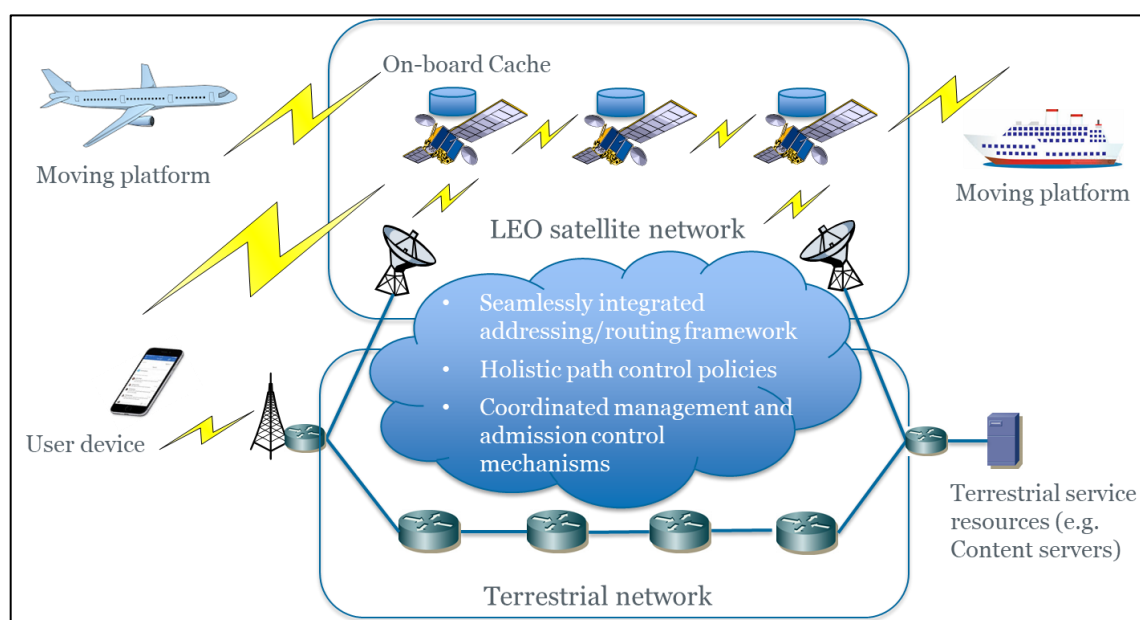 On-board Cache
Moving platform
Moving platform
LEO satellite network
• Seamlessly integrated
addressing/routing framework
• Holistic path control policies
• Coordinated management and
admission control
mechanisms
User device
Terrestrial service
resources (e.g.
Content servers)
Terrestrial network